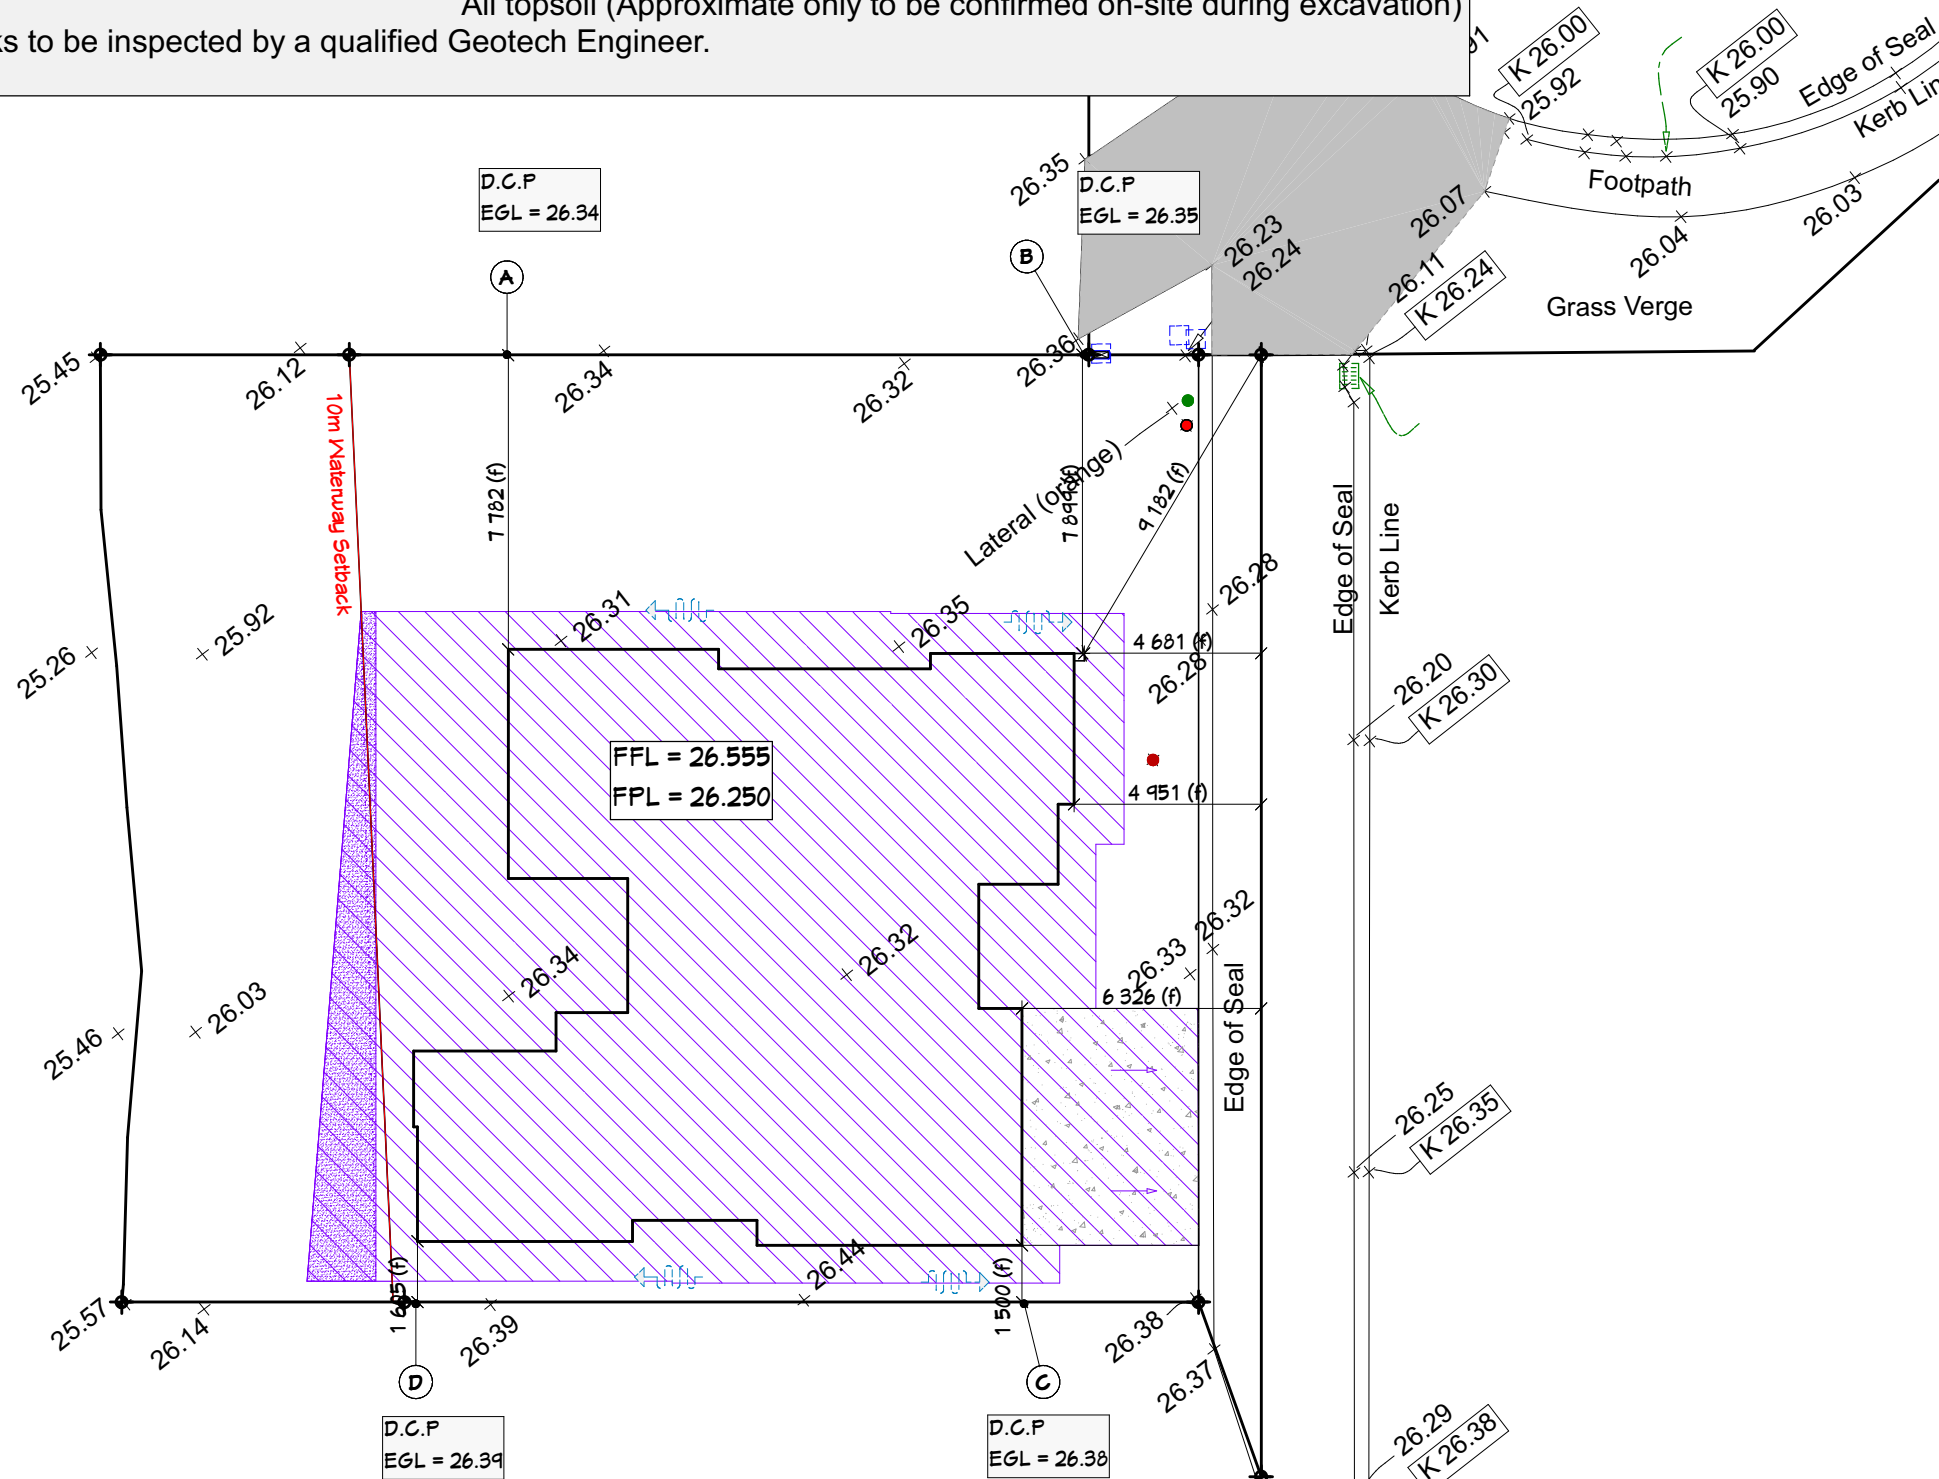 All topsoil (Approximate only to be confirmed on-site during excavation)
ks to be inspected by a qualified Geotech Engineer.
K 26.00
25.92
K 26.00
25.90
Edge of Seal
Kerb Lin
Footpath
26.07
26.04
26.03
Grass Verge
D.C.P
EGL = 26.34
A
26.35
D.C.P
EGL = 26.35
B
26.23
26.24
26.11
K 26.24
25.45
26.12
26.34
26.32
26.36
10m Waterway Setback
7 782 (f)
Lateral (orange)
9 182 (f)
Edge of Seal
Kerb Line
26.28
26.31
26.35
4 681 (f)
26.28
25.26
25.92
26.20
K 26.30
FFL = 26.555
FPL = 26.250
4 951 (f)
26.34
26.32
26.33
26.32
6 326 (f)
Edge of Seal
25.46
26.03
26.25
K 26.35
26.44
1 500 (f)
25.57
26.14
26.39
26.38
26.37
D
C
D.C.P
EGL = 26.39
D.C.P
EGL = 26.38
26.29
K 26.38